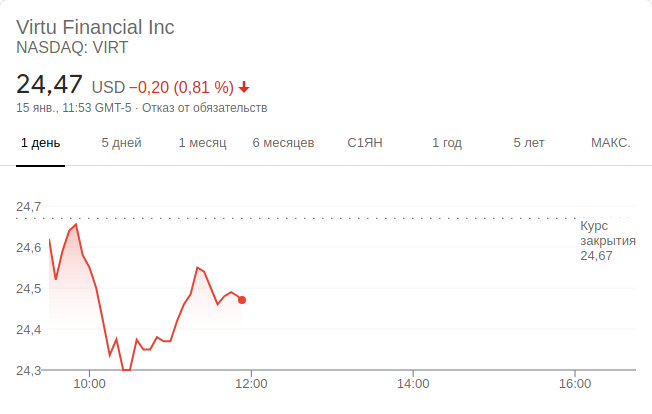 Virtu Financial Inc
NASDAQ: VIRT
24,47 USD −0,20 (0,81 %)
15 янв., 11:53 GMT-5 · Отказ от обязательств
1 день 5 дней 1 месяц 6 месяцев С1ЯН 1 год 5 лет МАКС.
24,7
Курс
закрытия
24,67
24,6
24,5
24,4
24,3
10:00 12:00 14:00 16:00